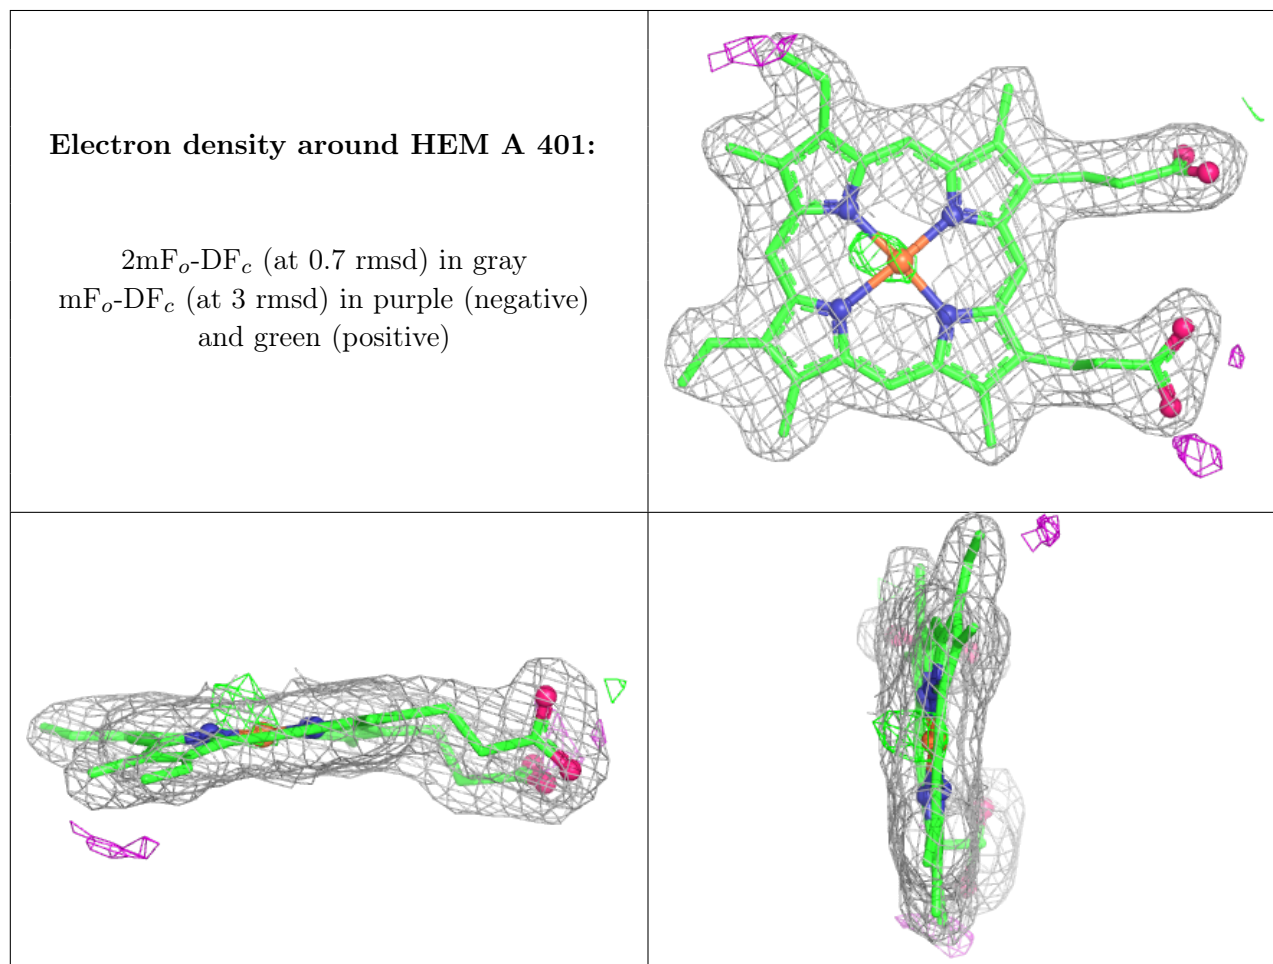 Electron density around HEM A 401:
2mFo-DFc (at 0.7 rmsd) in gray
mFo-DFc (at 3 rmsd) in purple (negative)
and green (positive)